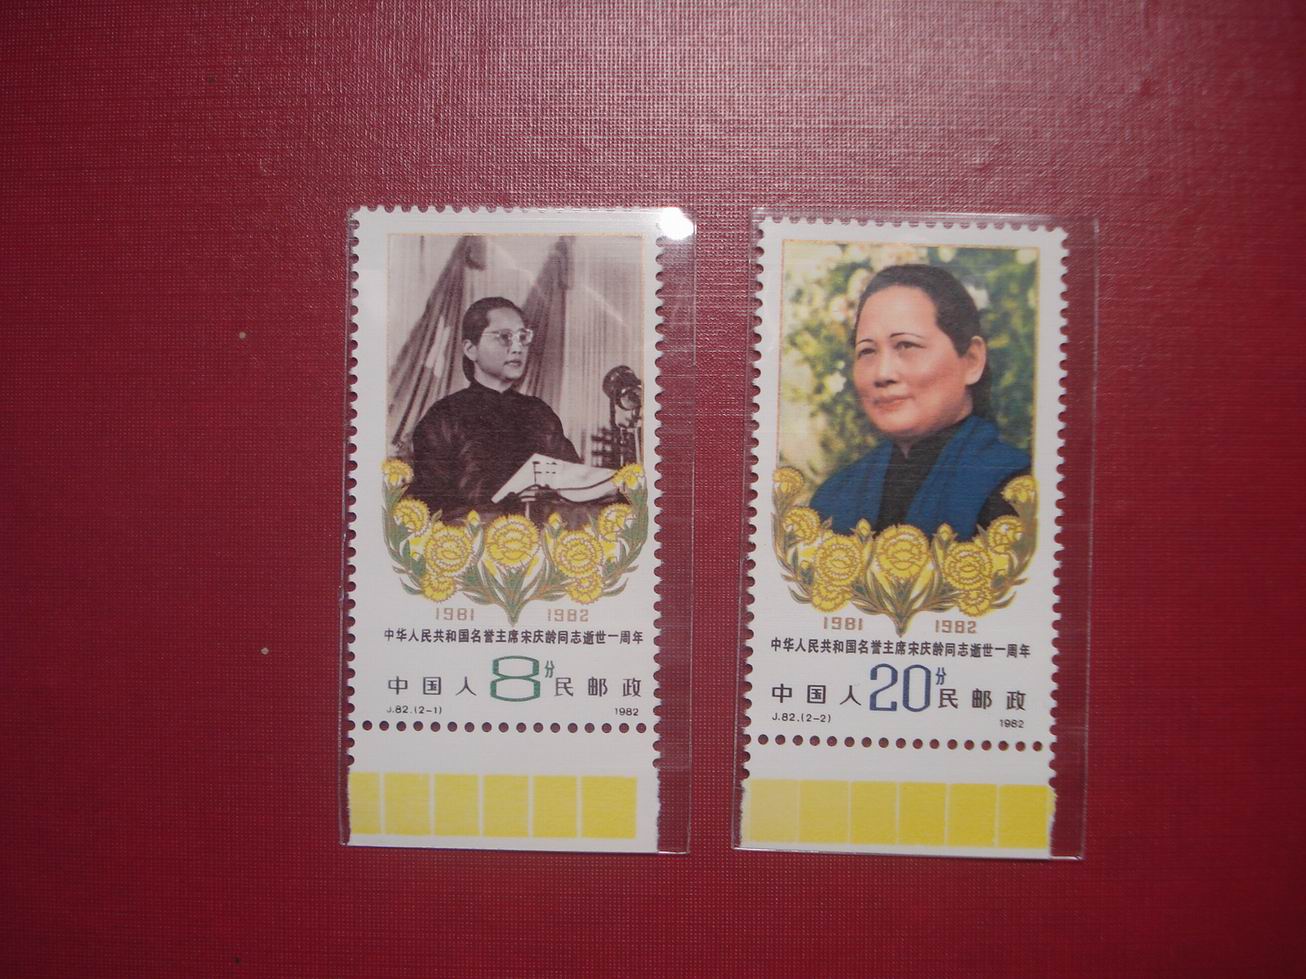 1981 1982
中华人民共和国名誉主席宋庆龄同志逝世一周年
中国人8分民邮政
J.82.(2-1) 1982
1981 1982
中华人民共和国名誉主席宋庆龄同志逝世一周年
中国人20分民邮政
J.82.(2-2) 1982